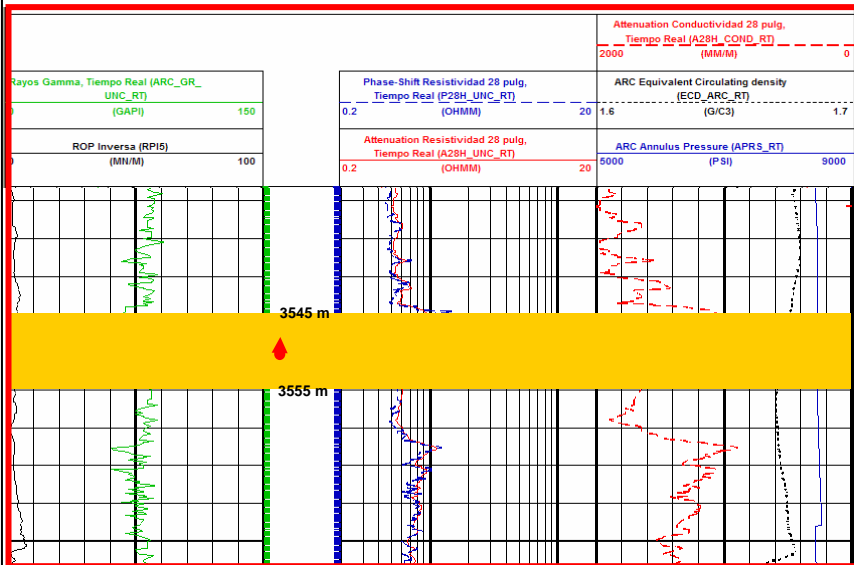 Attenuation Conductividad 28 pulg,
Tiempo Real (A28H_COND_RT)
2000 (MM/M) 0
Rayos Gamma, Tiempo Real (ARC_GR_
UNC_RT)
0 (GAPI) 150
Phase-Shift Resistividad 28 pulg,
Tiempo Real (P28H_UNC_RT)
0.2 (OHMM) 20
ARC Equivalent Circulating density
(ECD_ARC_RT)
1.6 (G/C3) 1.7
ROP Inversa (RPI5)
0 (MN/M) 100
Attenuation Resistividad 28 pulg,
Tiempo Real (A28H_UNC_RT)
0.2 (OHMM) 20
ARC Annulus Pressure (APRS_RT)
5000 (PSI) 9000
3545 m
3555 m